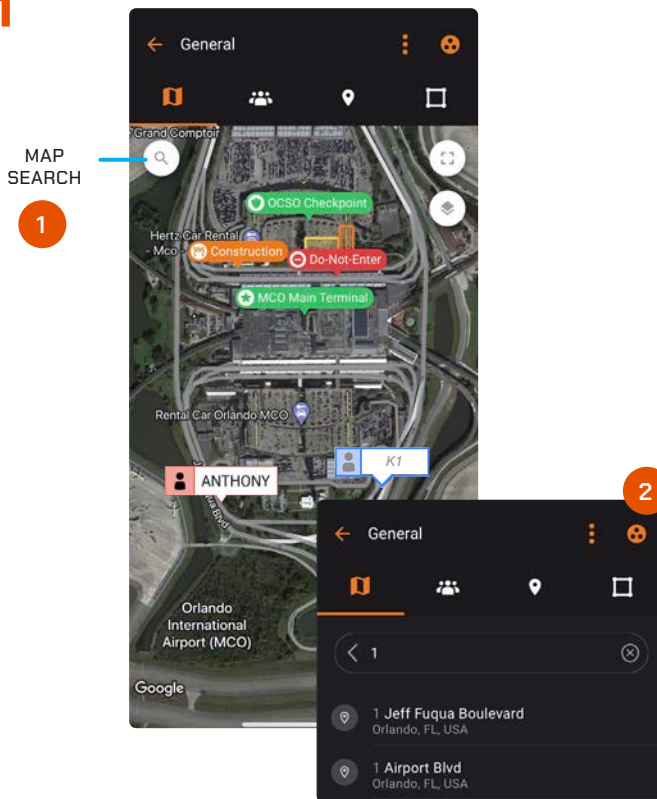 General
Grand Comptoir
MAP
SEARCH
1
OCSO Checkpoint
Hertz Car Rental
- Mco -
Construction
Do-Not-Enter
MCO Main Terminal
Rental Car Orlando MCO
K1
ANTHONY
Orlando
International
Airport (MCO)
Google
2
General
1
1 Jeff Fuqua Boulevard
Orlando, FL, USA
1 Airport Blvd
Orlando, FL, USA